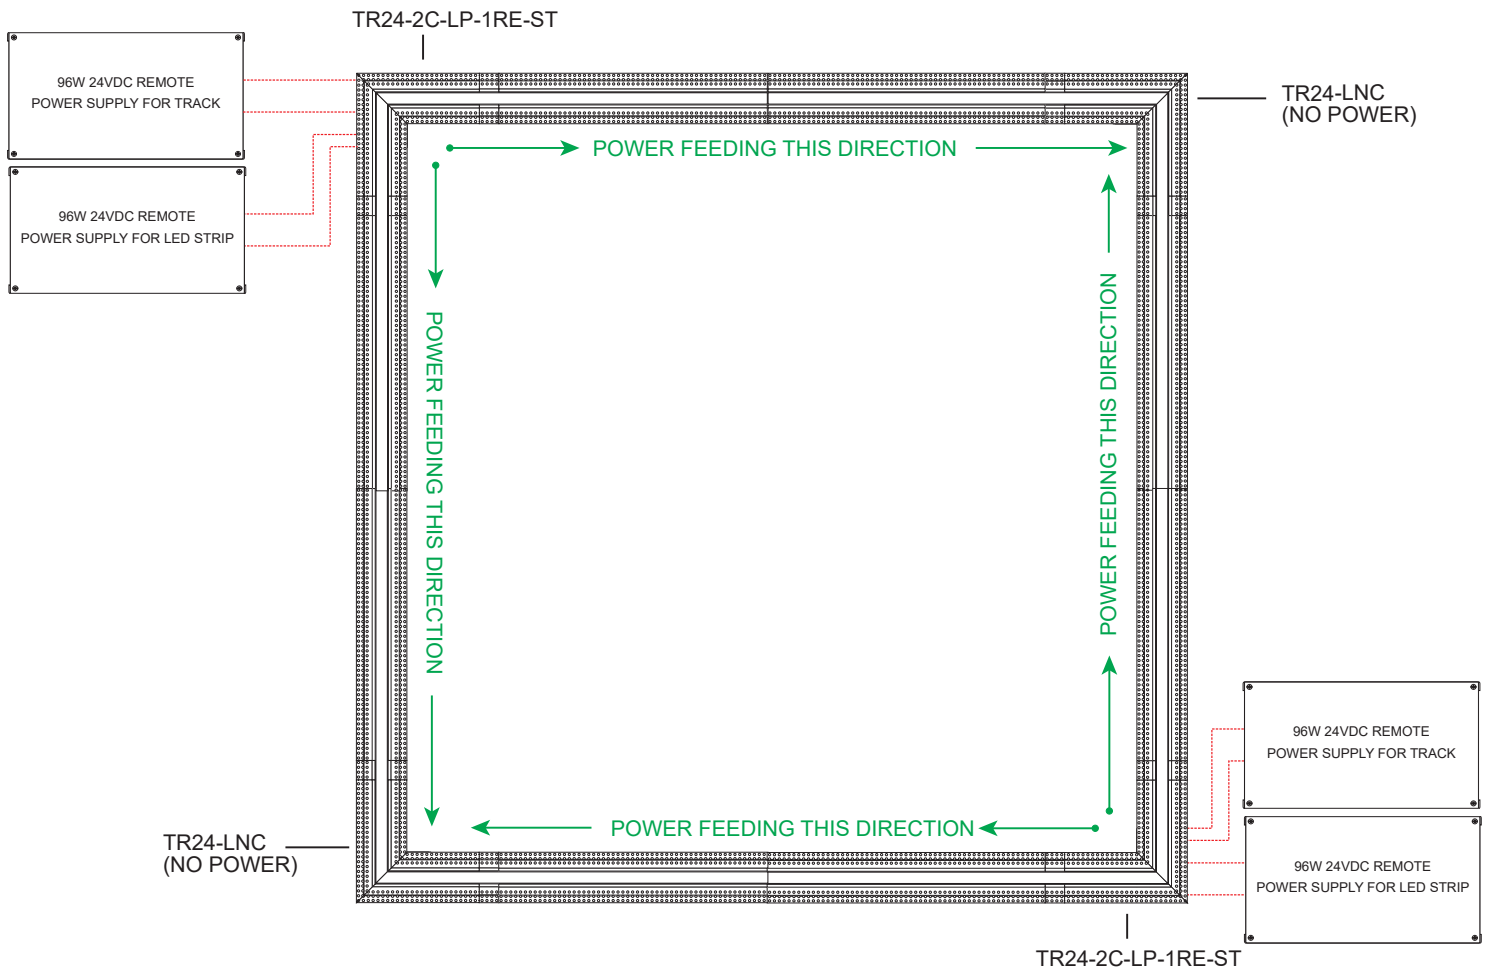 TR24-2C-LP-1RE-ST
96W 24VDC REMOTE
POWER SUPPLY FOR TRACK
TR24-LNC
(NO POWER)
POWER FEEDING THIS DIRECTION
96W 24VDC REMOTE
POWER SUPPLY FOR LED STRIP
POWER FEEDING THIS DIRECTION
POWER FEEDING THIS DIRECTION
96W 24VDC REMOTE
POWER SUPPLY FOR TRACK
POWER FEEDING THIS DIRECTION
TR24-LNC
(NO POWER)
96W 24VDC REMOTE
POWER SUPPLY FOR LED STRIP
TR24-2C-LP-1RE-ST